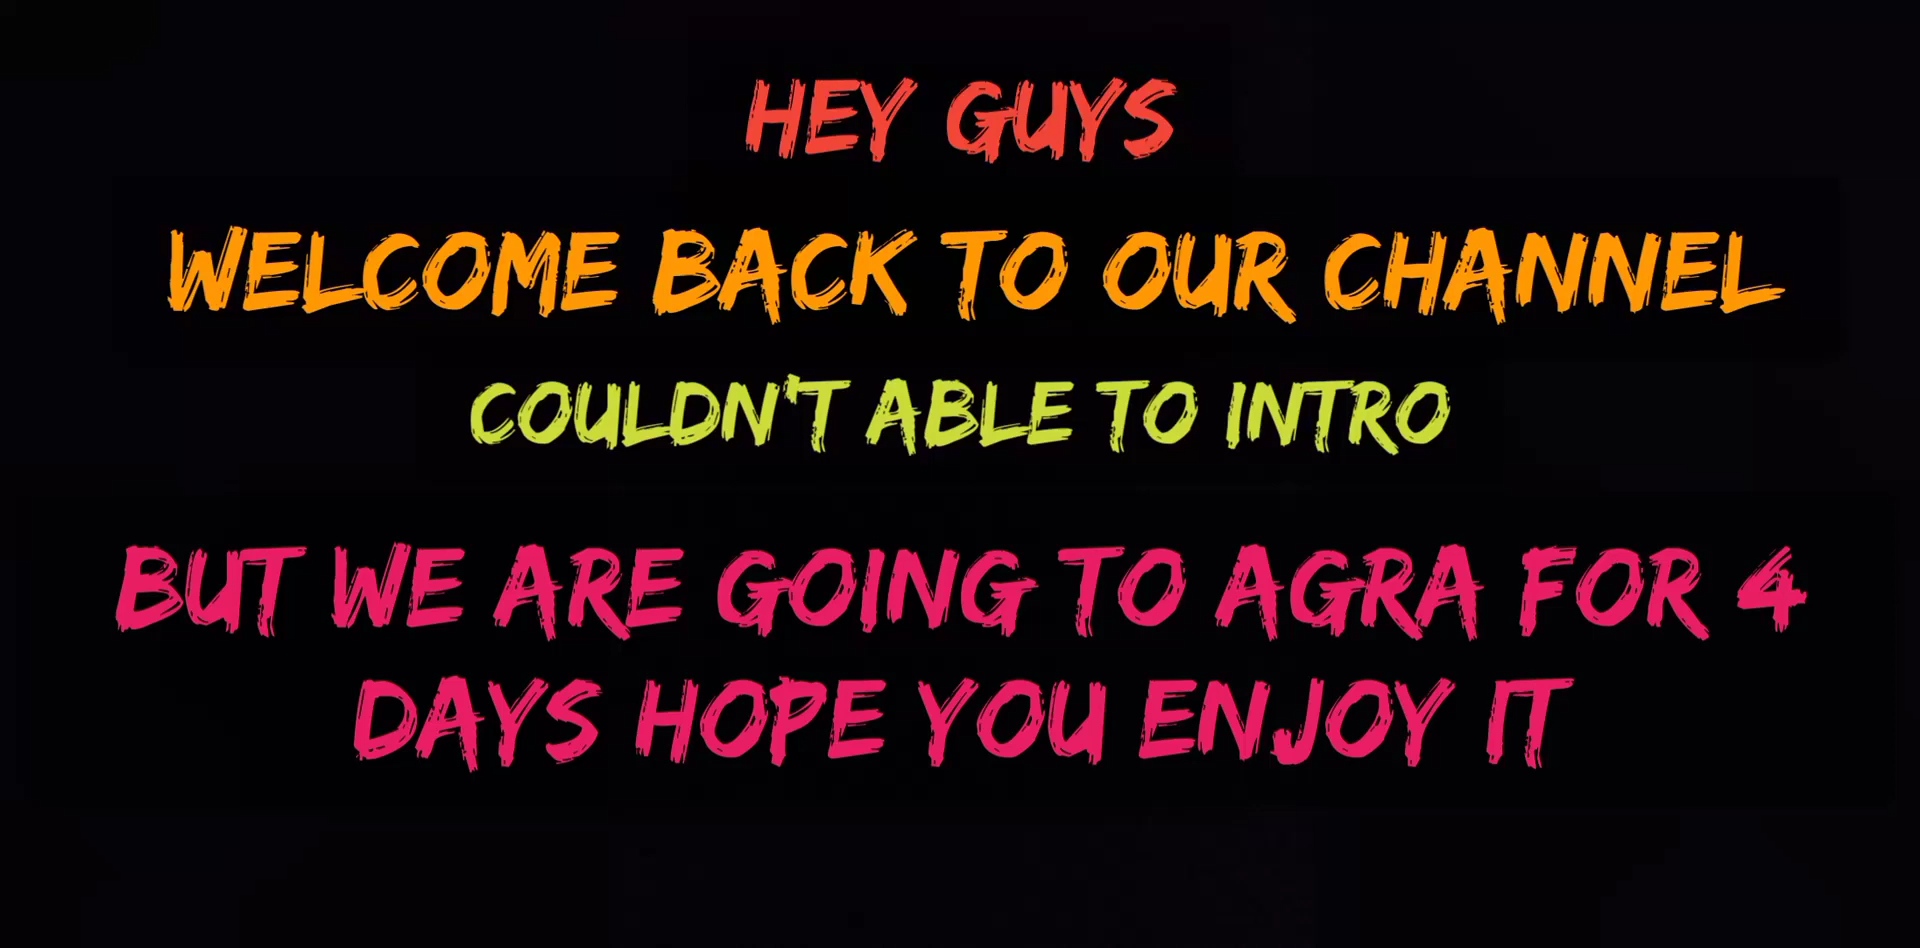 HEY GUYS
WELCOME BACK TO OUR CHANNEL
COULDN'T ABLE TO INTRO
BUT WE ARE GOING TO AGRA FOR 4
DAYS HOPE YOU ENJOY IT